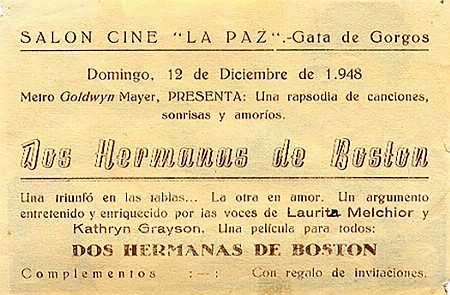 SALON CINE "LA PAZ".-Gata de Gorgos
Domingo, 12 de Diciembre de 1.948
Metro Goldwyn Mayer, PRESENTA: Una rapsodia de canciones,
sonrisas y amoríos.
Dos Hermanas de Boston
Una triunfó en las tablas... La otra en amor. Un argumento
entretenido y enriquecido por las voces de Laurita Melchior y
Kathryn Grayson. Una película para todos:
DOS HERMANAS DE BOSTON
Complementos :—: Con regalo de invitaciones.